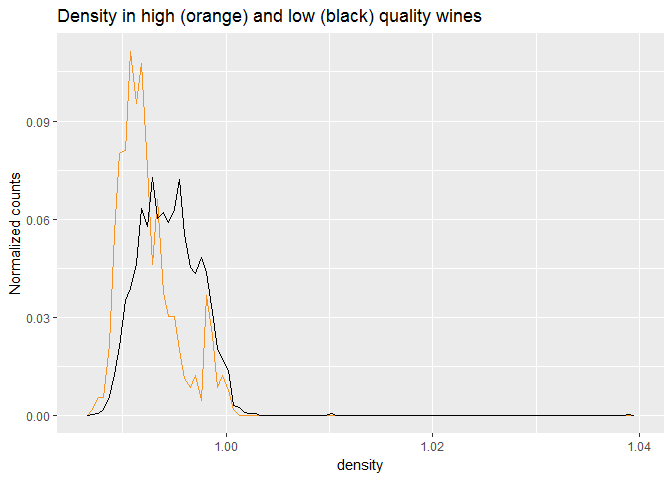 Density in high (orange) and low (black) quality wines
0.09
0.06
0.03
0.00
Normalized counts
1.00
1.02
1.04
density